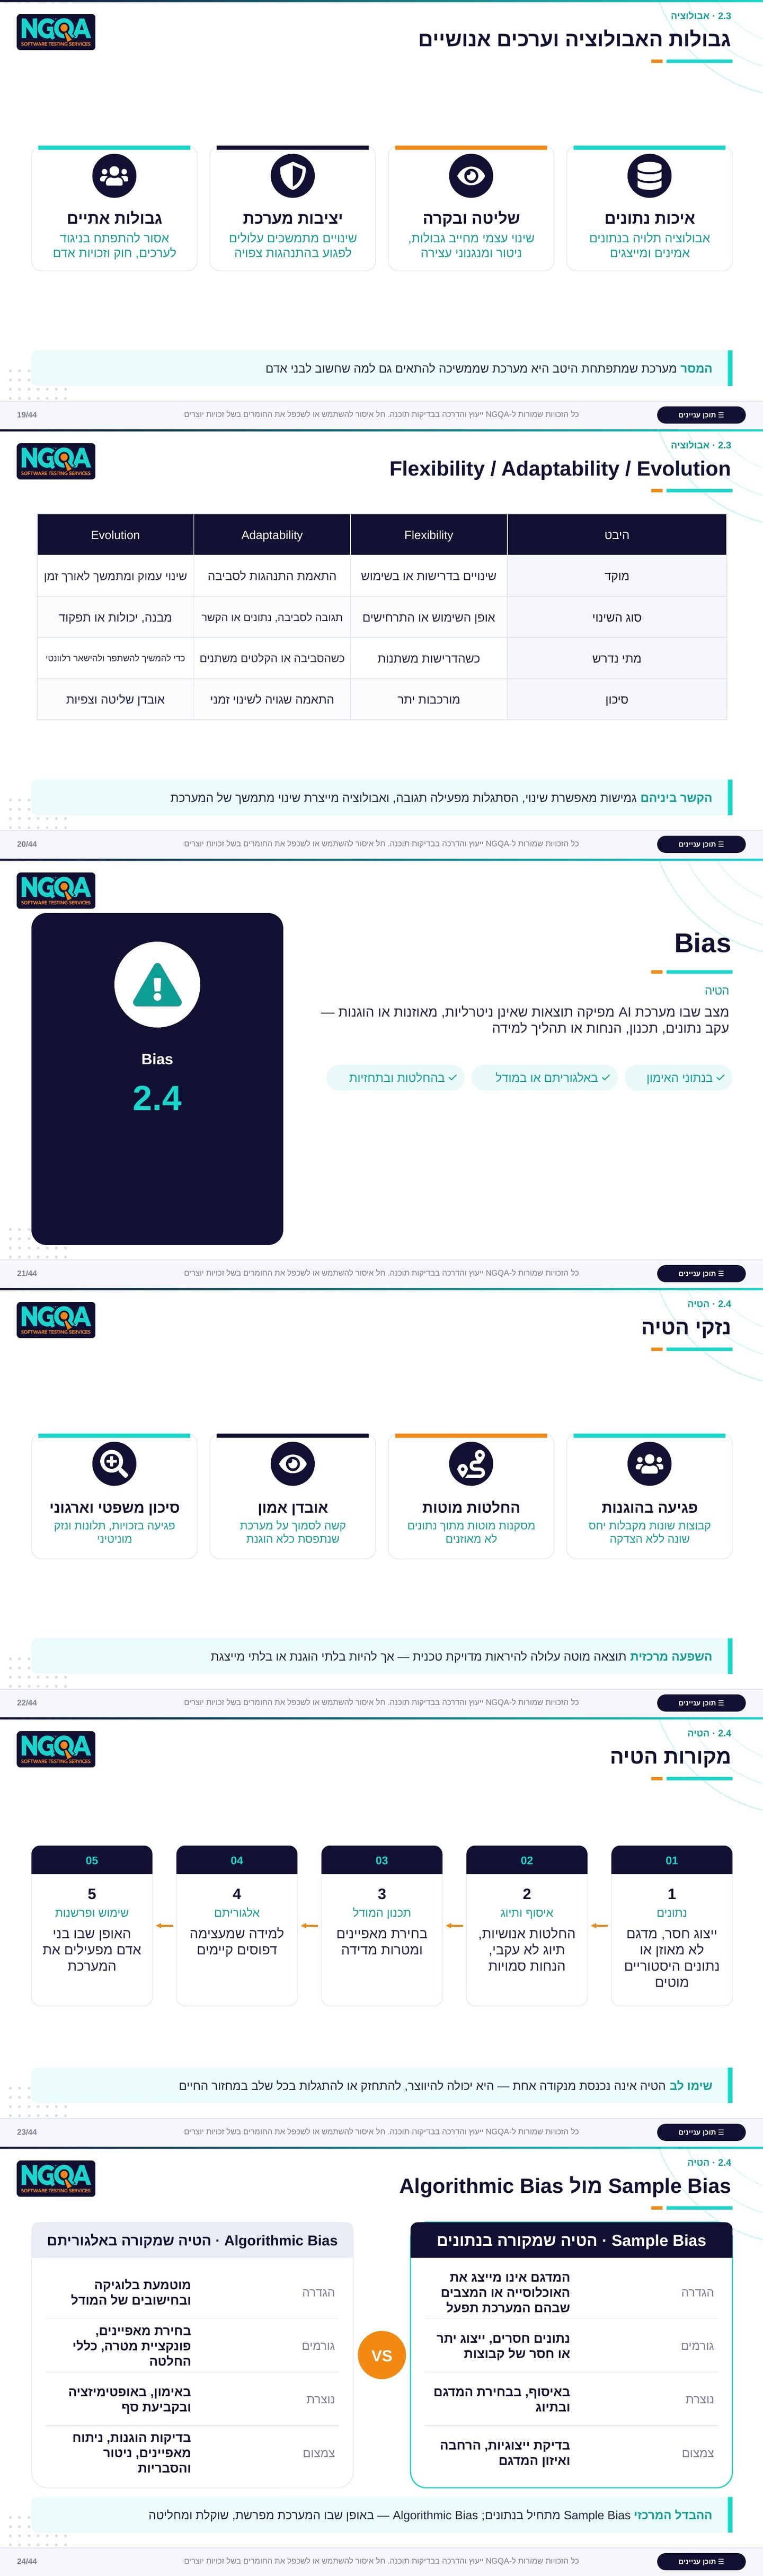 2.3 · אבולוציה
NGQA
SOFTWARE TESTING SERVICES
גבולות האבולוציה וערכים אנושיים
איכות נתונים
אבולוציה תלויה בנתונים
אמינים ומייצגים
שליטה ובקרה
שינוי עצמי מחייב גבולות,
ניטור ומנגנוני עצירה
יציבות מערכת
שינויים מתמשכים עלולים
לפגוע בהתנהגות צפויה
גבולות אתיים
אסור להתפתח בניגוד
לערכים, חוק וזכויות אדם
המסר מערכת שמתפתחת היטב היא מערכת שממשיכה להתאים גם למה שחשוב לבני אדם
☰ תוכן עניינים
כל הזכויות שמורות ל-NGQA ייעוץ והדרכה בבדיקות תוכנה. חל איסור להשתמש או לשכפל את החומרים בשל זכויות יוצרים
19/44
2.3 · אבולוציה
NGQA
SOFTWARE TESTING SERVICES
Flexibility / Adaptability / Evolution
היבט Flexibility Adaptability Evolution
מוקד שינויים בדרישות או בשימוש התאמת התנהגות לסביבה שינוי עמוק ומתמשך לאורך זמן
סוג השינוי אופן השימוש או התרחישים תגובה לסביבה, נתונים או הקשר מבנה, יכולות או תפקוד
מתי נדרש כשהדרישות משתנות כשהסביבה או הקלטים משתנים כדי להמשיך להשתפר ולהישאר רלוונטי
סיכון מורכבות יתר התאמה שגויה לשינוי זמני אובדן שליטה וצפיות
הקשר ביניהם גמישות מאפשרת שינוי, הסתגלות מפעילה תגובה, ואבולוציה מייצרת שינוי מתמשך של המערכת
☰ תוכן עניינים
כל הזכויות שמורות ל-NGQA ייעוץ והדרכה בבדיקות תוכנה. חל איסור להשתמש או לשכפל את החומרים בשל זכויות יוצרים
20/44
NGQA
SOFTWARE TESTING SERVICES
Bias
הטיה
מצב שבו מערכת AI מפיקה תוצאות שאינן ניטרליות, מאוזנות או הוגנות —
עקב נתונים, תכנון, הנחות או תהליך למידה
✓ בנתוני האימון
✓ באלגוריתם או במודל
✓ בהחלטות ובתחזיות
Bias
2.4
☰ תוכן עניינים
כל הזכויות שמורות ל-NGQA ייעוץ והדרכה בבדיקות תוכנה. חל איסור להשתמש או לשכפל את החומרים בשל זכויות יוצרים
21/44
2.4 · הטיה
NGQA
SOFTWARE TESTING SERVICES
נזקי הטיה
פגיעה בהוגנות
קבוצות שונות מקבלות יחס
שונה ללא הצדקה
החלטות מוטות
מסקנות מוטות מתוך נתונים
לא מאוזנים
אובדן אמון
קשה לסמוך על מערכת
שנתפסת כלא הוגנת
סיכון משפטי וארגוני
פגיעה בזכויות, תלונות ונזק
מוניטיני
השפעה מרכזית תוצאה מוטה עלולה להיראות מדויקת טכנית — אך להיות בלתי הוגנת או בלתי מייצגת
☰ תוכן עניינים
כל הזכויות שמורות ל-NGQA ייעוץ והדרכה בבדיקות תוכנה. חל איסור להשתמש או לשכפל את החומרים בשל זכויות יוצרים
22/44
2.4 · הטיה
NGQA
SOFTWARE TESTING SERVICES
מקורות הטיה
01
1
נתונים
ייצוג חסר, מדגם
לא מאוזן או
נתונים היסטוריים
מוטים
02
2
איסוף ותיוג
החלטות אנושיות,
תיוג לא עקבי,
הנחות סמויות
03
3
תכנון המודל
בחירת מאפיינים
ומטרות מדידה
04
4
אלגוריתם
למידה שמעצימה
דפוסים קיימים
05
5
שימוש ופרשנות
האופן שבו בני
אדם מפעילים את
המערכת
שימו לב הטיה אינה נכנסת מנקודה אחת — היא יכולה להיווצר, להתחזק או להתגלות בכל שלב במחזור החיים
☰ תוכן עניינים
כל הזכויות שמורות ל-NGQA ייעוץ והדרכה בבדיקות תוכנה. חל איסור להשתמש או לשכפל את החומרים בשל זכויות יוצרים
23/44
2.4 · הטיה
NGQA
SOFTWARE TESTING SERVICES
Sample Bias מול Algorithmic Bias
Sample Bias · הטיה שמקורה בנתונים
הגדרה
המדגם אינו מייצג את
האוכלוסייה או המצבים
שבהם המערכת תפעל
גורמים
נתונים חסרים, ייצוג יתר
או חסר של קבוצות
נוצרת
באיסוף, בבחירת המדגם
ובתיוג
צמצום
בדיקת ייצוגיות, הרחבה
ואיזון המדגם
VS
Algorithmic Bias · הטיה שמקורה באלגוריתם
הגדרה
מוטמעת בלוגיקה
ובחישובים של המודל
גורמים
בחירת מאפיינים,
פונקציית מטרה, כללי
החלטה
נוצרת
באימון, באופטימיזציה
ובקביעת סף
צמצום
בדיקות הוגנות, ניתוח
מאפיינים, ניטור
והסבריות
ההבדל המרכזי Sample Bias מתחיל בנתונים; Algorithmic Bias — באופן שבו המערכת מפרשת, שוקלת ומחליטה
☰ תוכן עניינים
כל הזכויות שמורות ל-NGQA ייעוץ והדרכה בבדיקות תוכנה. חל איסור להשתמש או לשכפל את החומרים בשל זכויות יוצרים
24/44